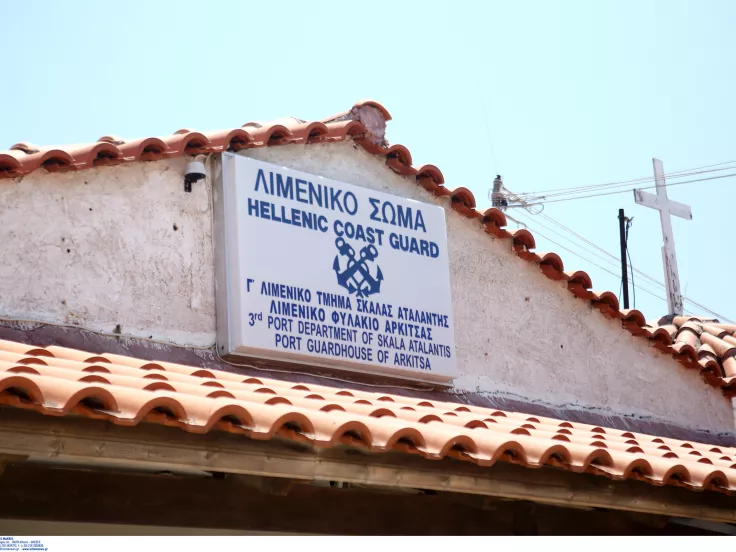 ΛΙΜΕΝΙΚΟ ΣΩΜΑ
HELLENIC COAST GUARD
Γ' ΛΙΜΕΝΙΚΟ ΤΜΗΜΑ ΣΚΑΛΑΣ ΑΤΑΛΑΝΤΗΣ
ΛΙΜΕΝΙΚΟ ΦΥΛΑΚΙΟ ΑΡΚΙΤΣΑΣ
3rd PORT DEPARTMENT OF SKALA ATALANTIS
PORT GUARDHOUSE OF ARKITSA